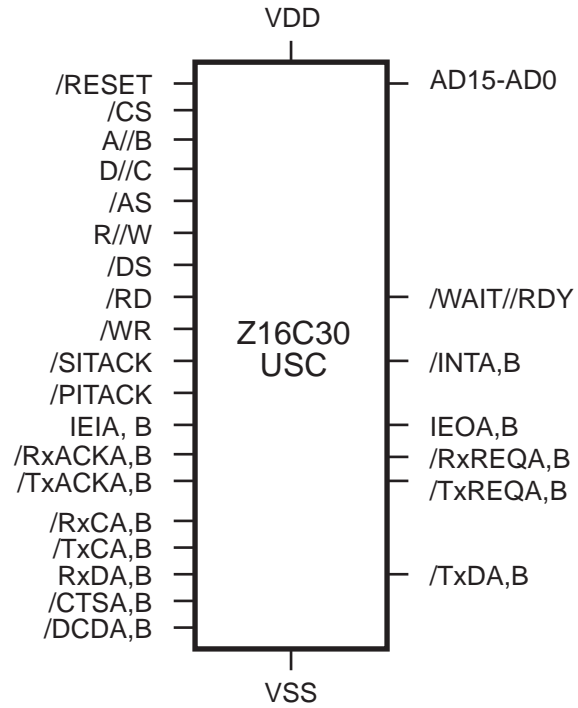 VDD
/RESET
/CS
A//B
D//C
/AS
R//W
/DS
/RD
/WR
/SITACK
/PITACK
IEIA, B
/RxACKA,B
/TxACKA,B
/RxCA,B
/TxCA,B
RxDA,B
/CTSA,B
/DCDA,B
Z16C30
USC
AD15-AD0
/WAIT//RDY
/INTA,B
IEOA,B
/RxREQA,B
/TxREQA,B
/TxDA,B
VSS